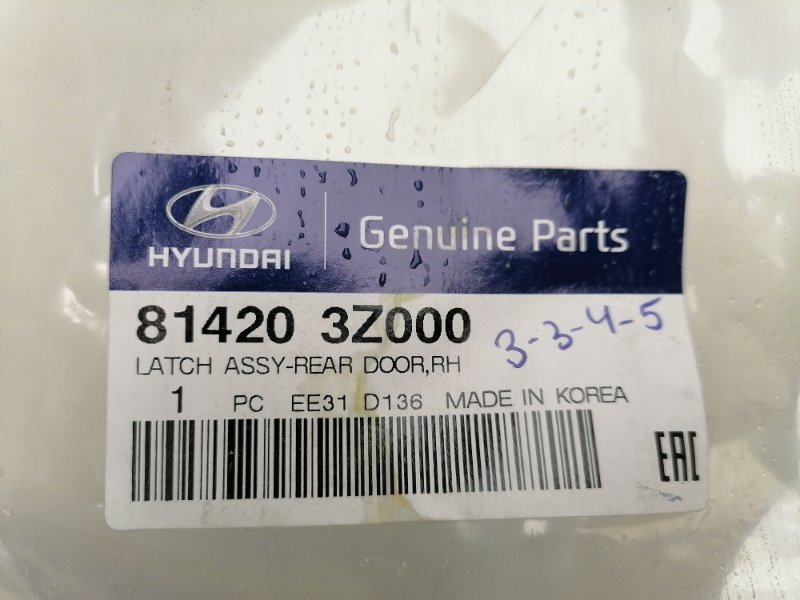 HYUNDAI
Genuine Parts
81420 3Z000
3-3-4-5
LATCH ASSY-REAR DOOR,RH
1 PC EE31 D136 MADE IN KOREA
EAC